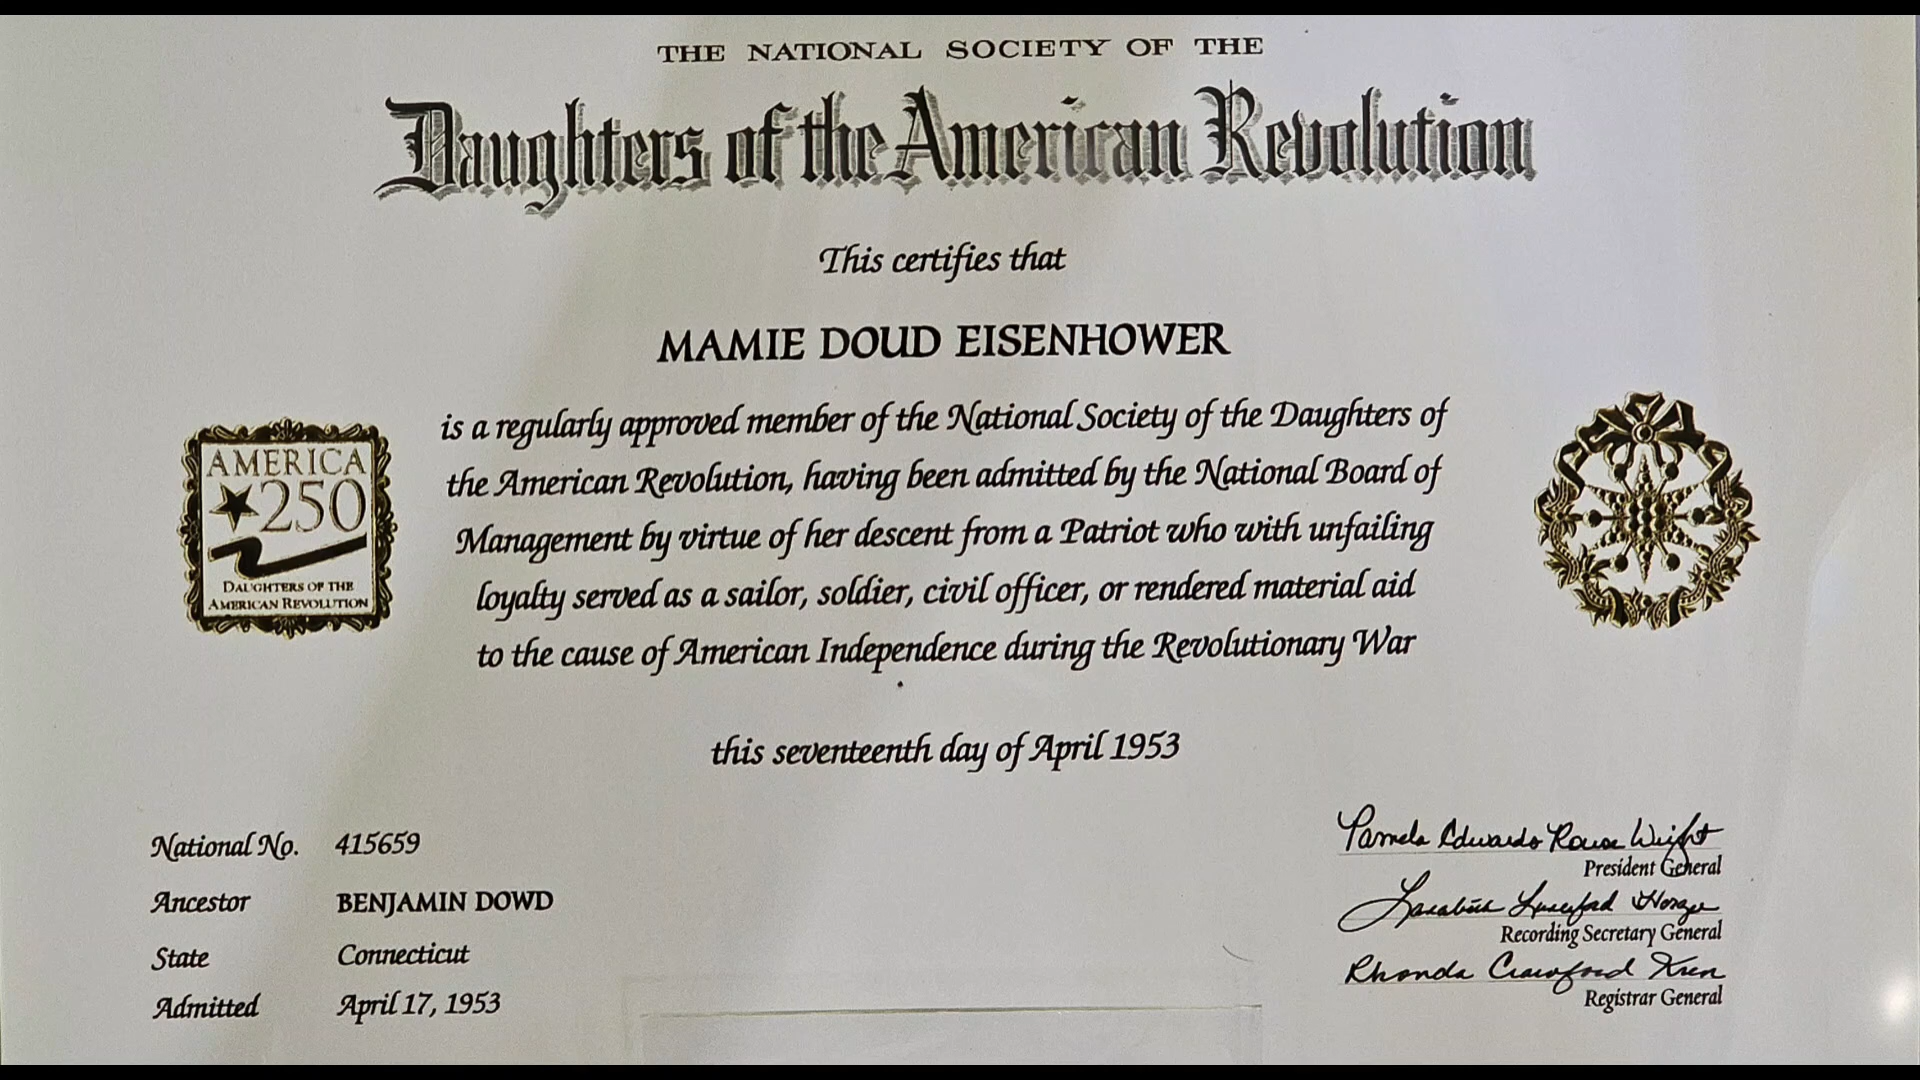 THE NATIONAL SOCIETY OF THE
Daughters of the American Revolution
This certifies that
MAMIE DOUD EISENHOWER
is a regularly approved member of the National Society of the Daughters of
the American Revolution, having been admitted by the National Board of
Management by virtue of her descent from a Patriot who with unfailing
loyalty served as a sailor, soldier, civil officer, or rendered material aid
to the cause of American Independence during the Revolutionary War
this seventeenth day of April 1953
AMERICA
250
DAUGHTERS OF THE
AMERICAN REVOLUTION
National No. 415659
Ancestor BENJAMIN DOWD
State Connecticut
Admitted April 17, 1953
Pamela Edwards Rouse Wright
President General
Recording Secretary General
Rhonda Crawford
Registrar General